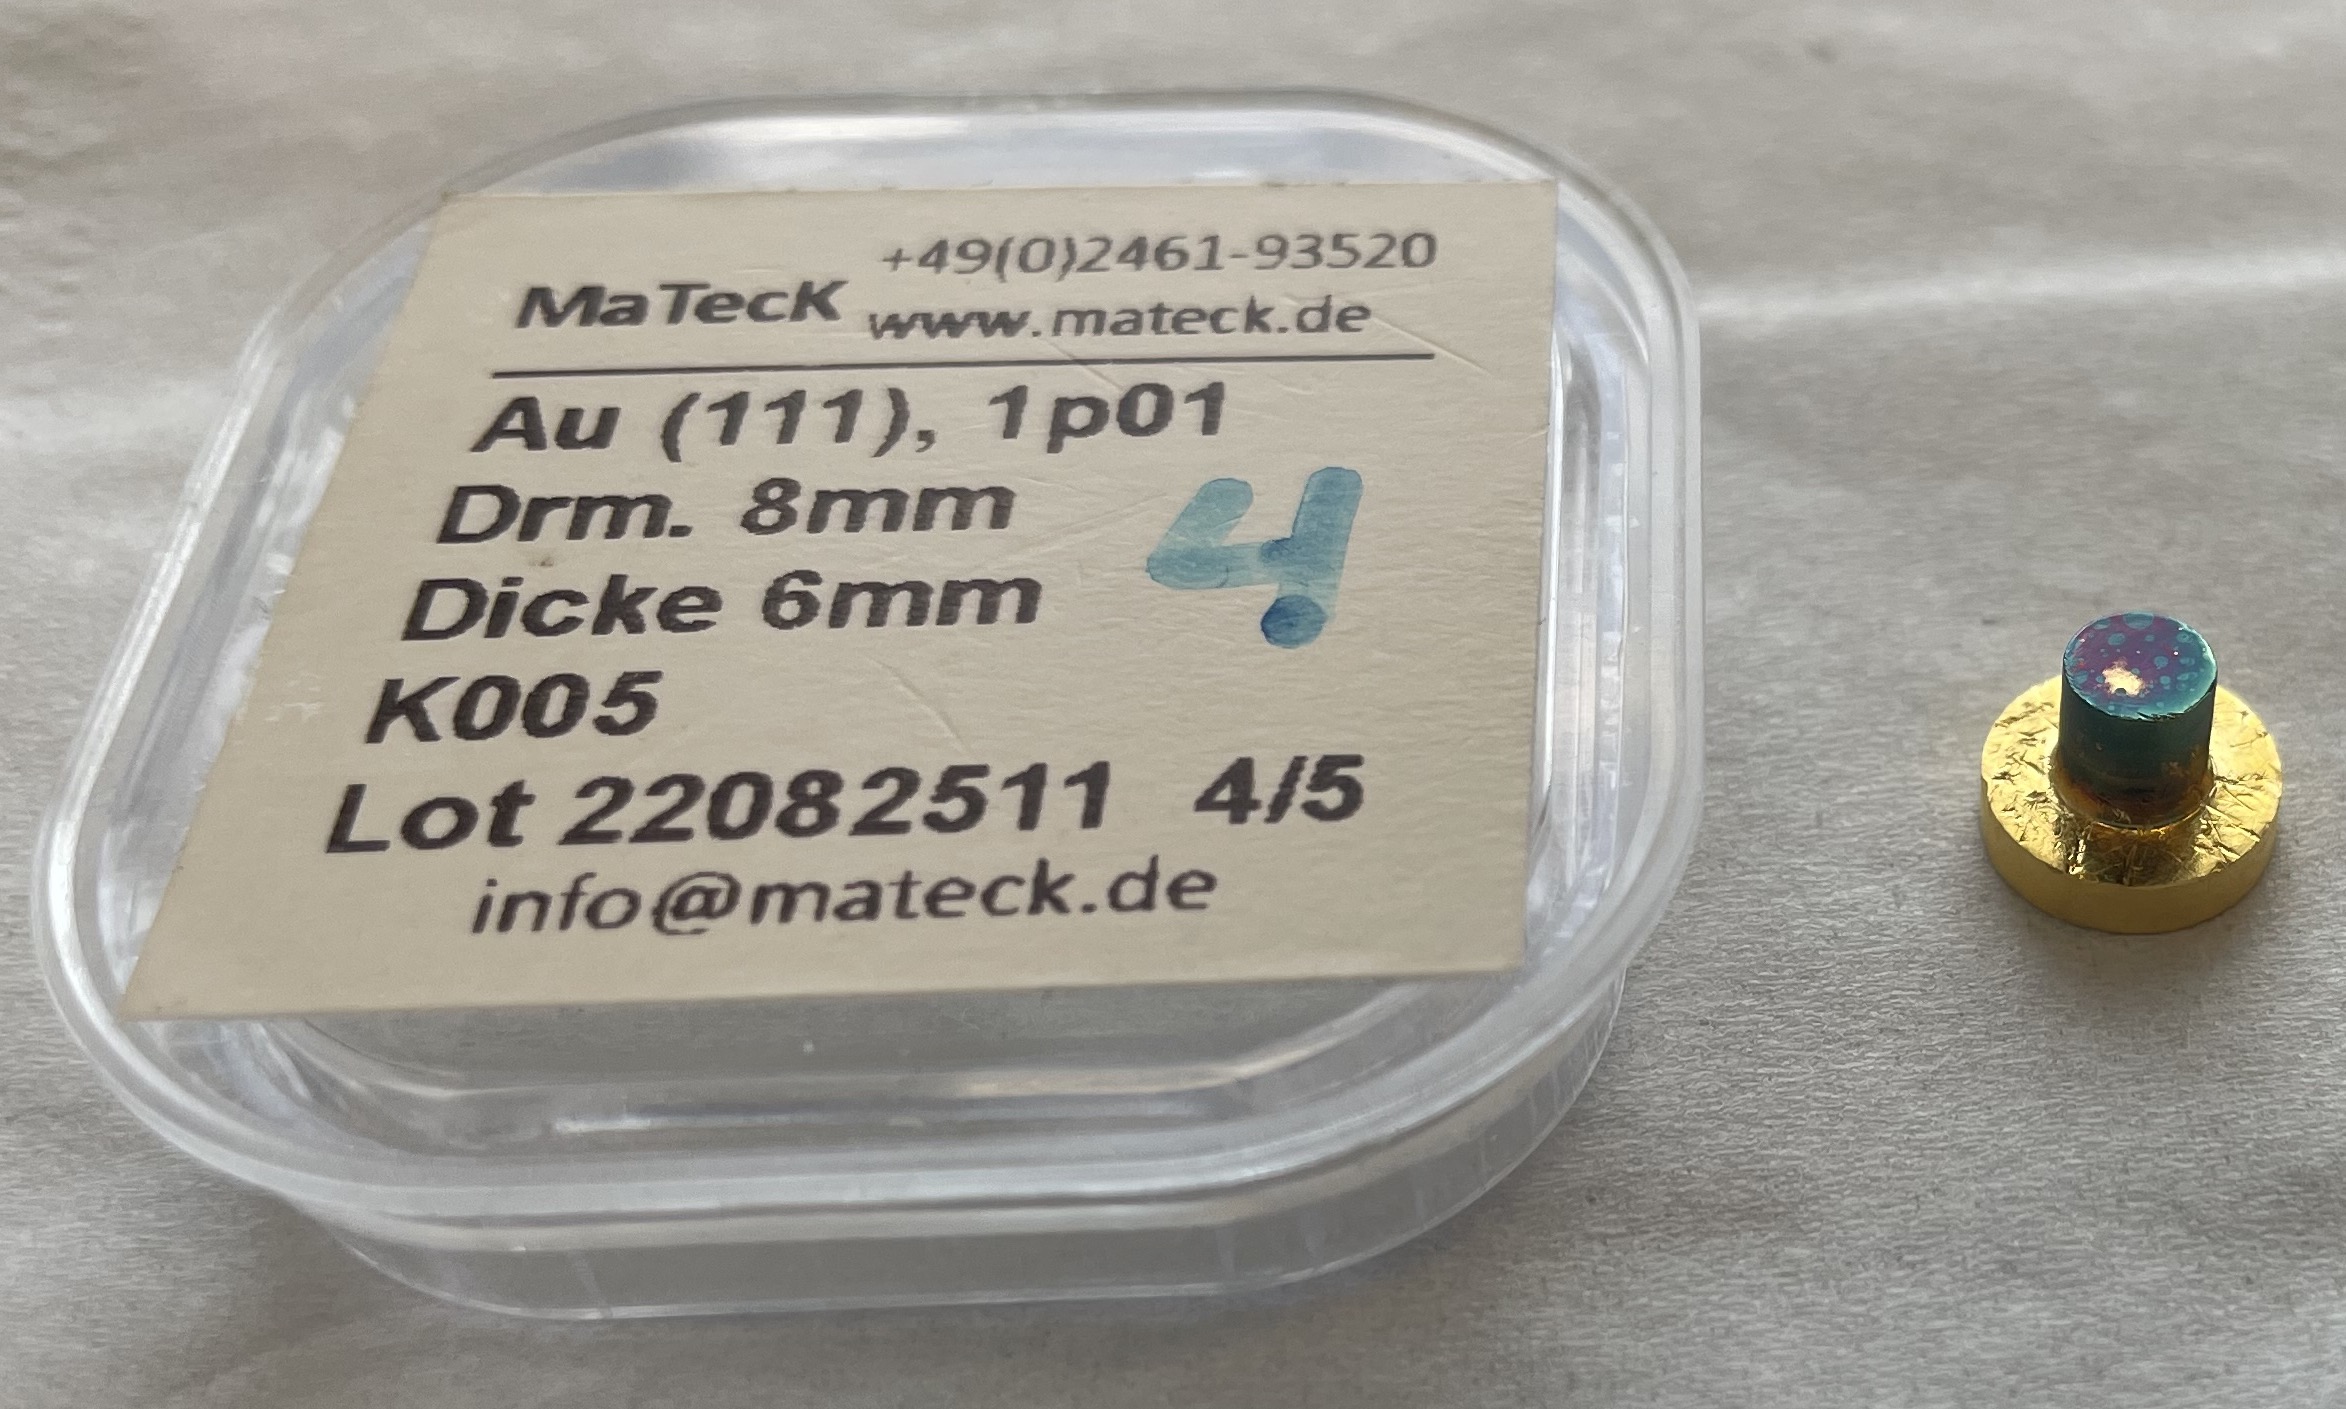 +49(0)2461-93520
MaTecK www.mateck.de
Au (111), 1p01
Drm. 8mm
4
Dicke 6mm
K005
Lot 22082511 4/5
info@mateck.de